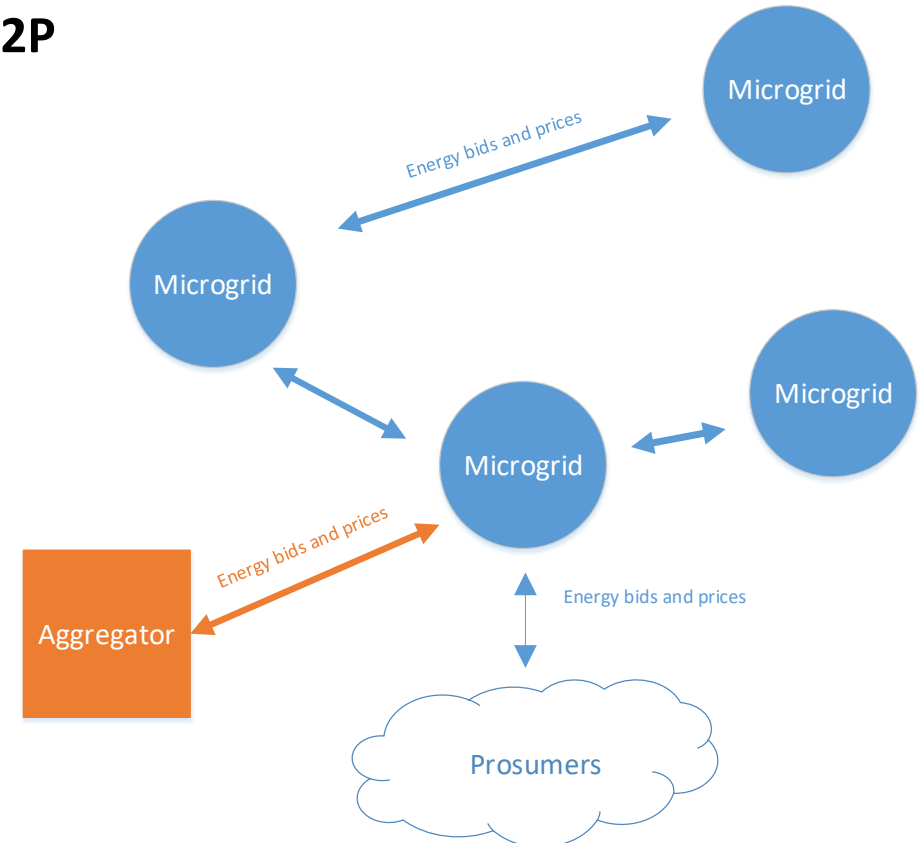 2P
Microgrid
Energy bids and prices
Microgrid
Microgrid
Microgrid
Energy bids and prices
Energy bids and prices
Aggregator
Prosumers